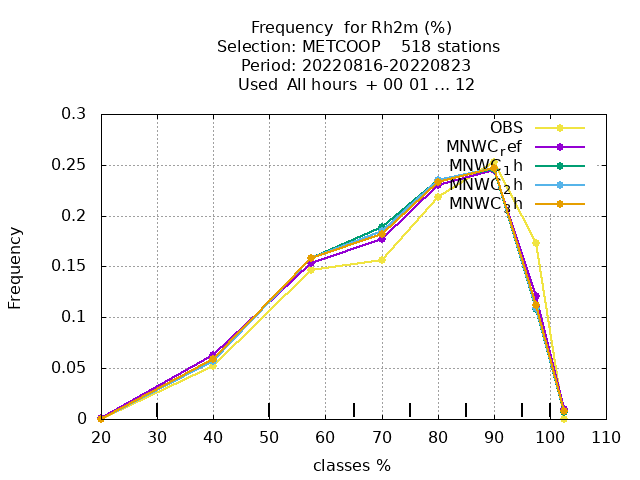 Frequency for Rh2m (%)
Selection: METCOOP 518 stations
Period: 20220816-20220823
Used All hours + 00 01 ... 12
0.3
0.25
0.2
0.15
0.1
0.05
0
Frequency
OBS
MNWC_ref
MNWC_1h
MNWC_2h
MNWC_3h
20 30 40 50 60 70 80 90 100 110
classes %